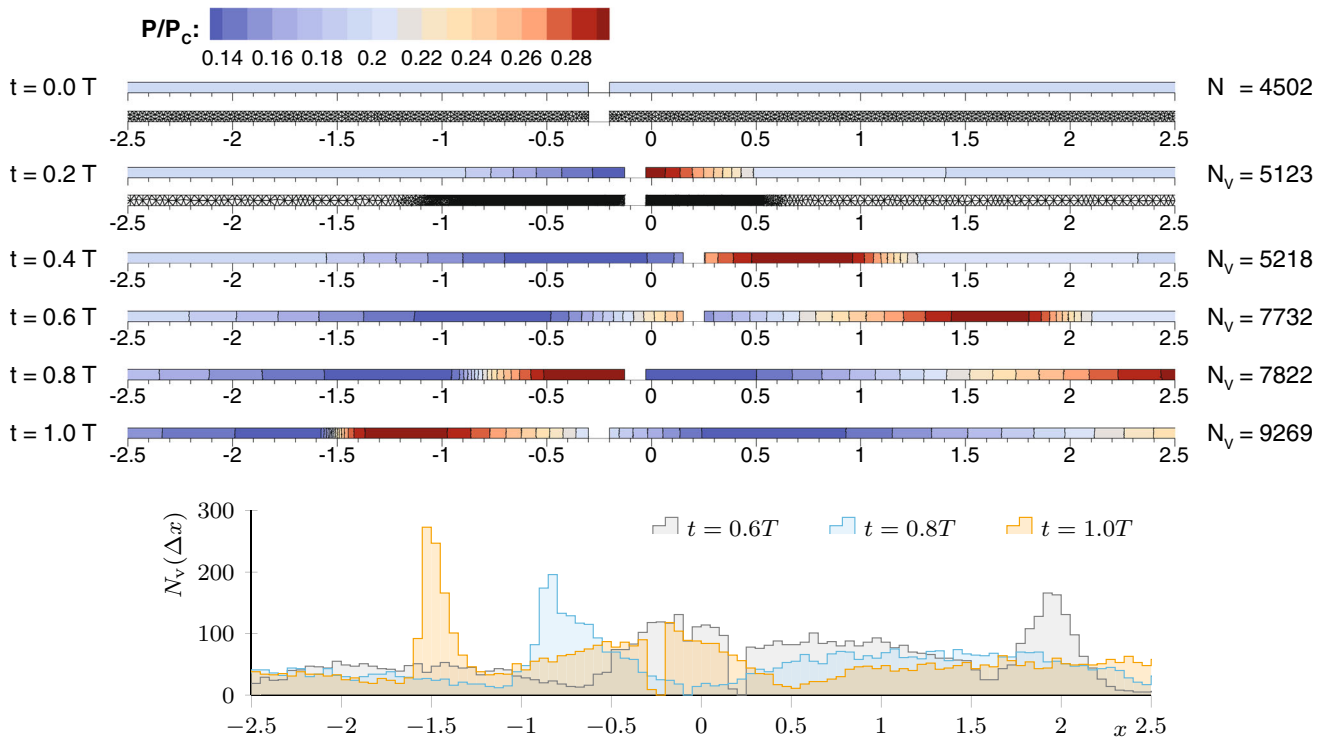 P/P_C:
0.14 0.16 0.18 0.2 0.22 0.24 0.26 0.28
t = 0.0 T
N = 4502
-2.5 -2 -1.5 -1 -0.5 0 0.5 1 1.5 2 2.5
t = 0.2 T
N_v = 5123
-2.5 -2 -1.5 -1 -0.5 0 0.5 1 1.5 2 2.5
t = 0.4 T
N_v = 5218
-2.5 -2 -1.5 -1 -0.5 0 0.5 1 1.5 2 2.5
t = 0.6 T
N_v = 7732
-2.5 -2 -1.5 -1 -0.5 0 0.5 1 1.5 2 2.5
t = 0.8 T
N_v = 7822
-2.5 -2 -1.5 -1 -0.5 0 0.5 1 1.5 2 2.5
t = 1.0 T
N_v = 9269
-2.5 -2 -1.5 -1 -0.5 0 0.5 1 1.5 2 2.5
N_v(Δx)
300
200
100
0
t = 0.6T t = 0.8T t = 1.0T
−2.5 −2 −1.5 −1 −0.5 0 0.5 1 1.5 2 x 2.5